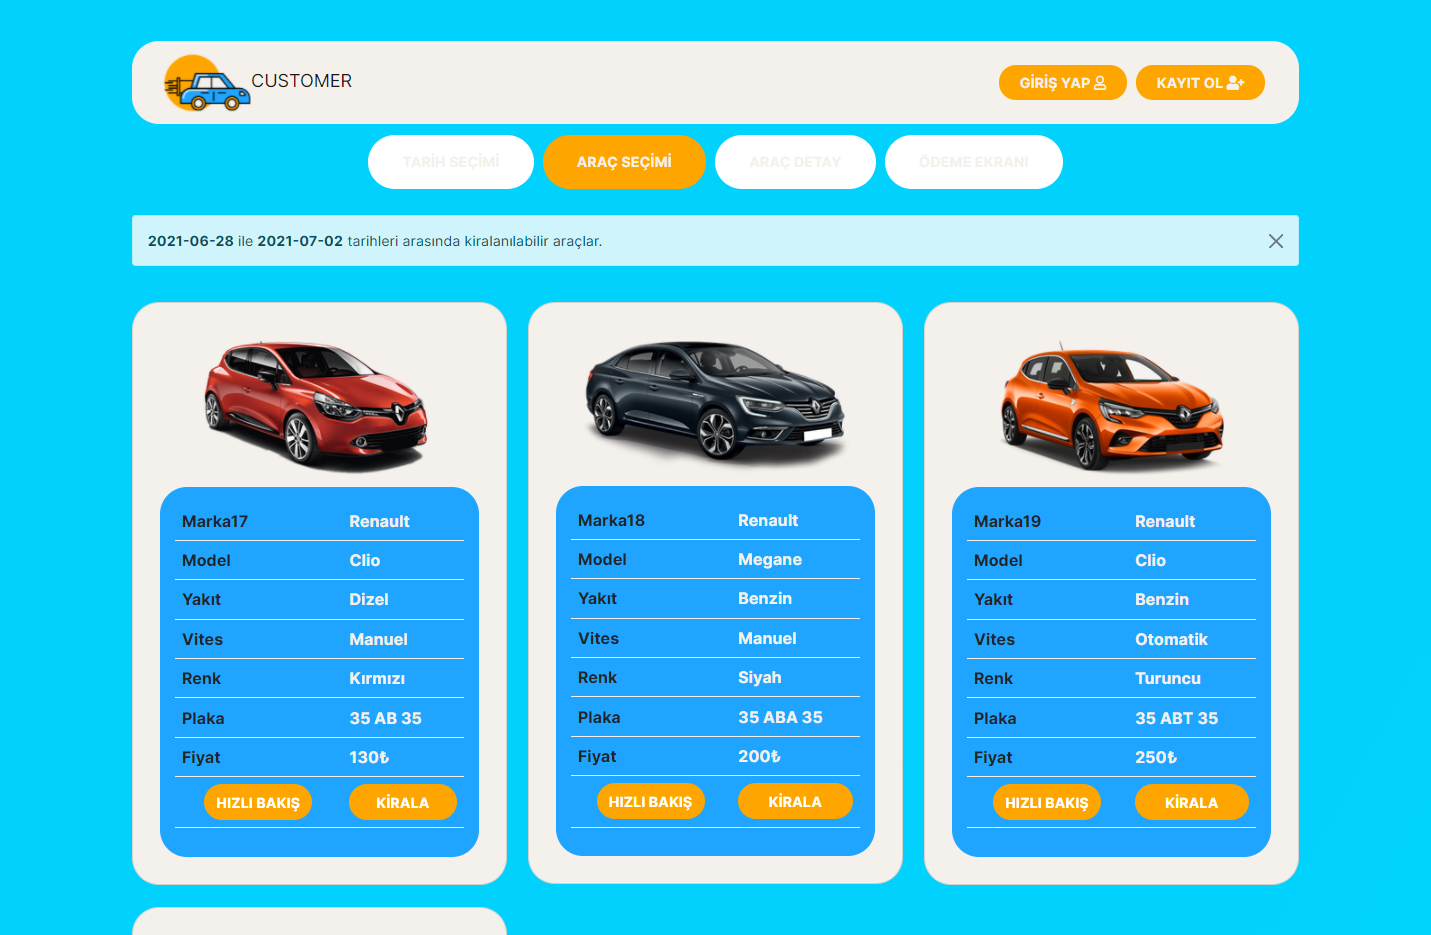 CUSTOMER
GİRİŞ YAP
KAYIT OL
TARİH SEÇİMİ
ARAÇ SEÇİMİ
ARAÇ DETAY
ÖDEME EKRANI
2021-06-28 ile 2021-07-02 tarihleri arasında kiralanılabilir araçlar.
Marka17 Renault
Model Clio
Yakıt Dizel
Vites Manuel
Renk Kırmızı
Plaka 35 AB 35
Fiyat 130₺
HIZLI BAKIŞ KİRALA
Marka18 Renault
Model Megane
Yakıt Benzin
Vites Manuel
Renk Siyah
Plaka 35 ABA 35
Fiyat 200₺
HIZLI BAKIŞ KİRALA
Marka19 Renault
Model Clio
Yakıt Benzin
Vites Otomatik
Renk Turuncu
Plaka 35 ABT 35
Fiyat 250₺
HIZLI BAKIŞ KİRALA